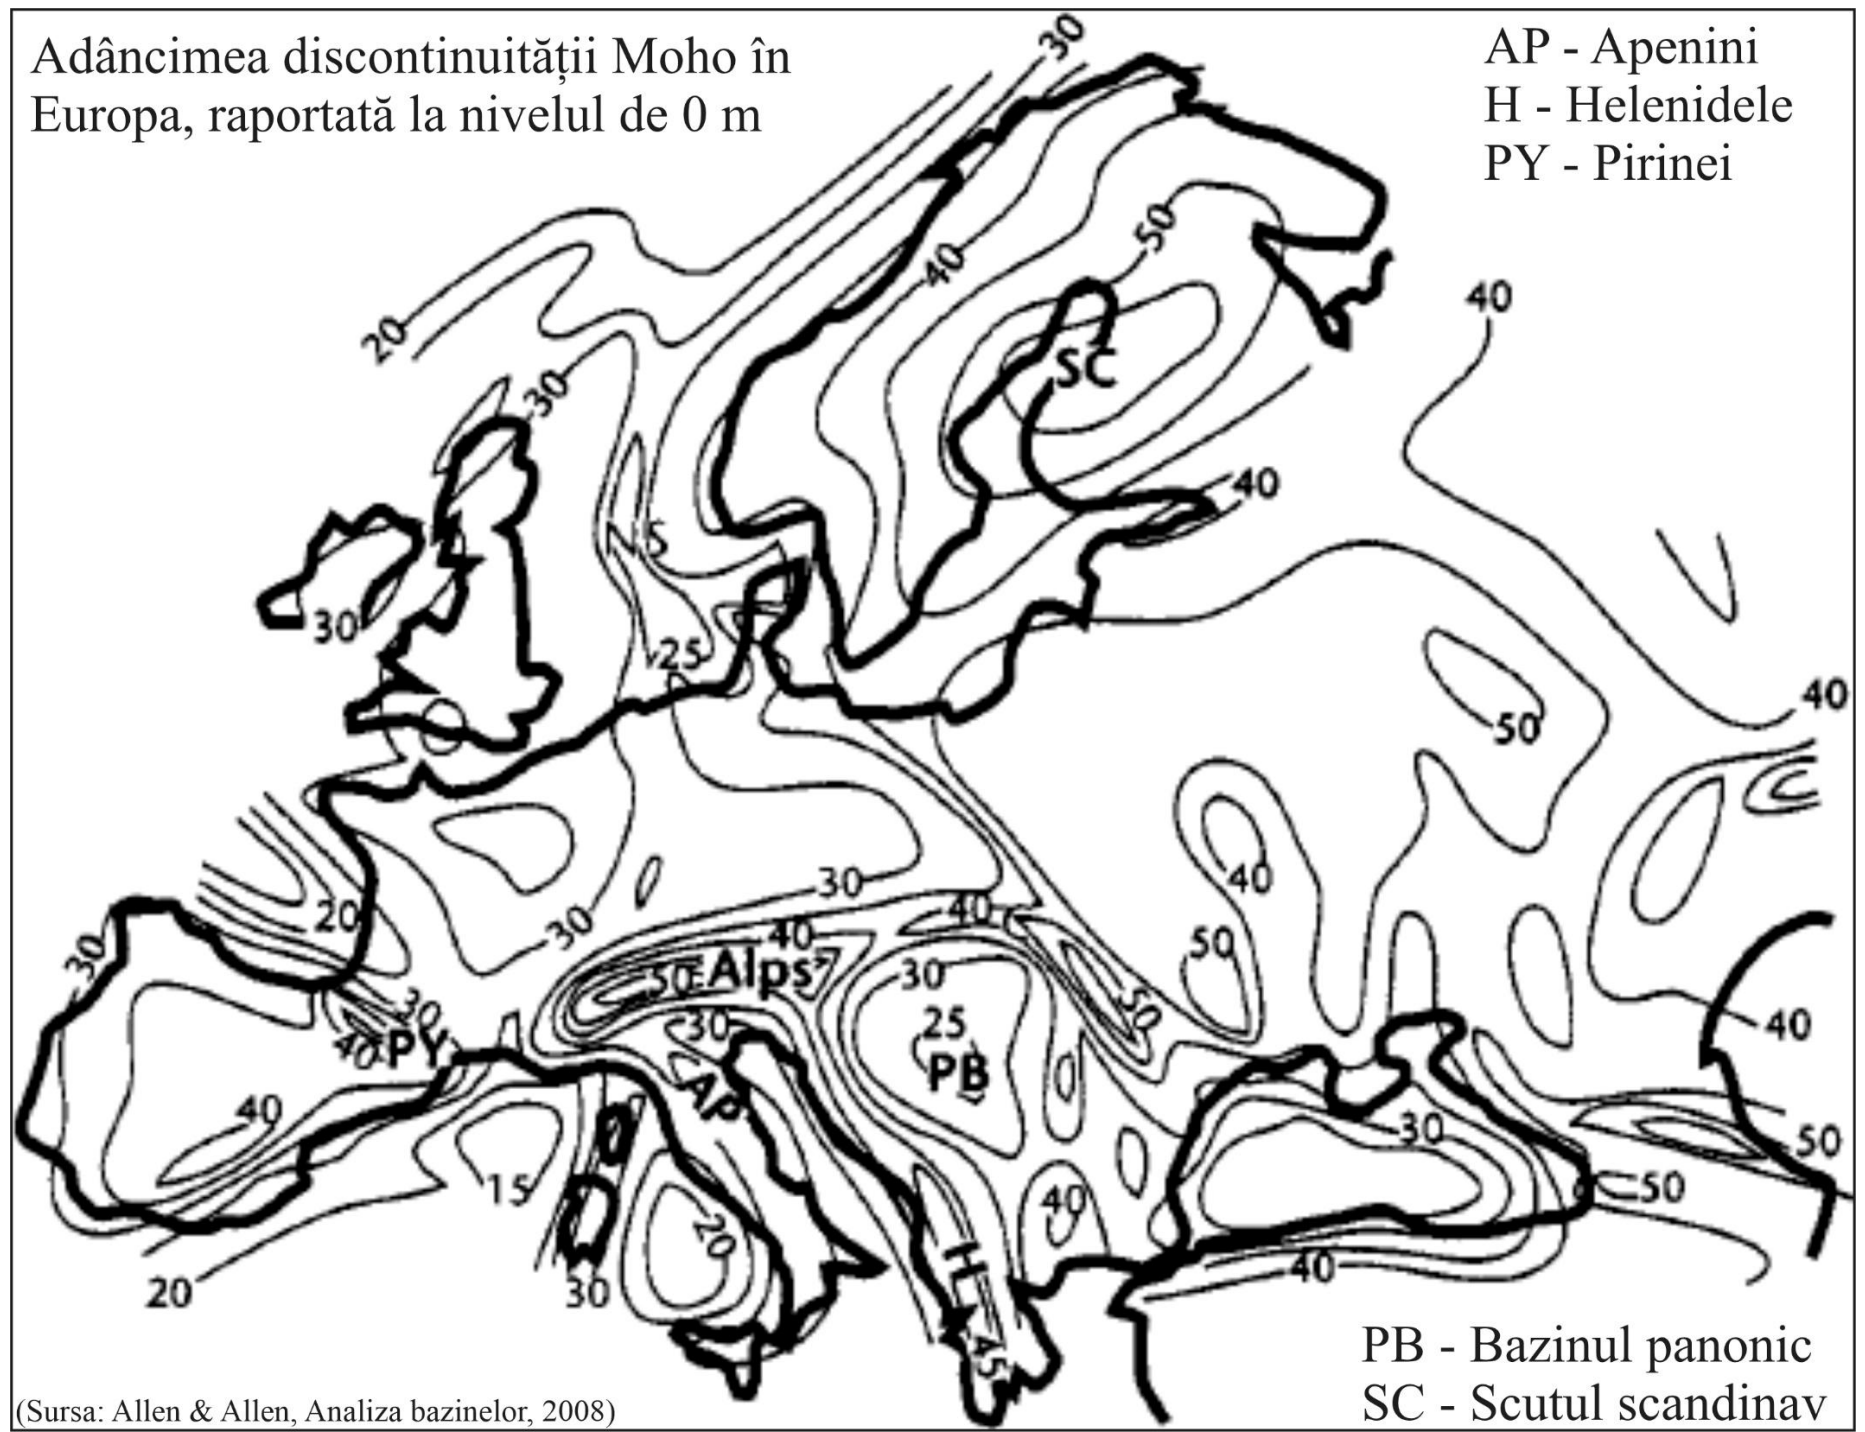 Adâncimea discontinuității Moho în
Europa, raportată la nivelul de 0 m
AP - Apenini
H - Helenidele
PY - Pirinei
30
50
40
20
40
30
SC
40
S
30
25
40
50
30
40
20
30
40
50
30
40
Alps
50
30
50
40
30
25
PB
40
PY
30
AP
40
30
50
15
50
40
20
H
20
30
40
45
PB - Bazinul panonic
SC - Scutul scandinav
(Sursa: Allen & Allen, Analiza bazinelor, 2008)